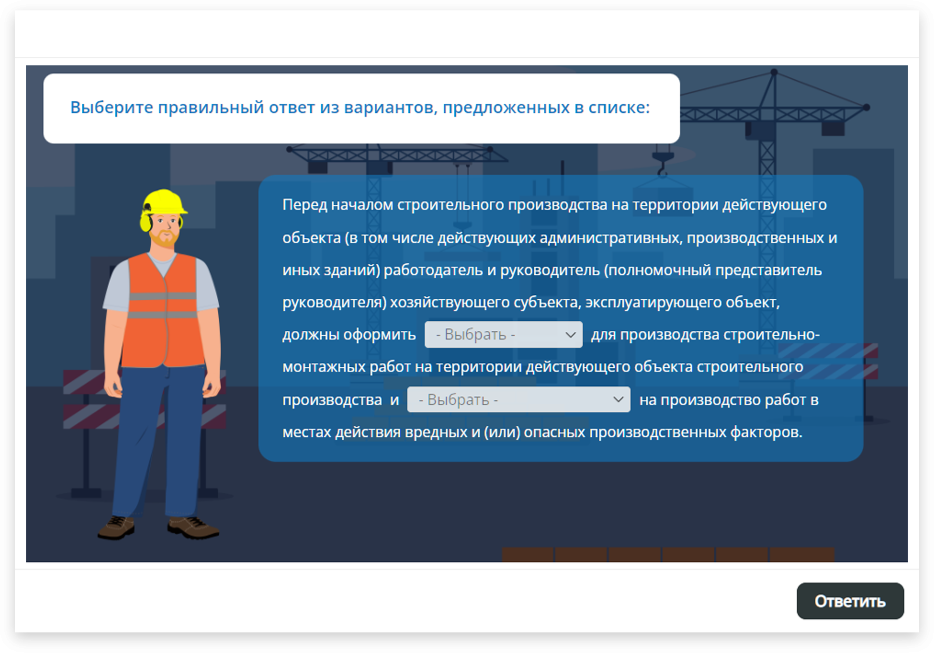 Выберите правильный ответ из вариантов, предложенных в списке:
Перед началом строительного производства на территории действующего
объекта (в том числе действующих административных, производственных и
иных зданий) работодатель и руководитель (полномочный представитель
руководителя) хозяйствующего субъекта, эксплуатирующего объект,
должны оформить - Выбрать - для производства строительно-
монтажных работ на территории действующего объекта строительного
производства и - Выбрать - на производство работ в
местах действия вредных и (или) опасных производственных факторов.
Ответить